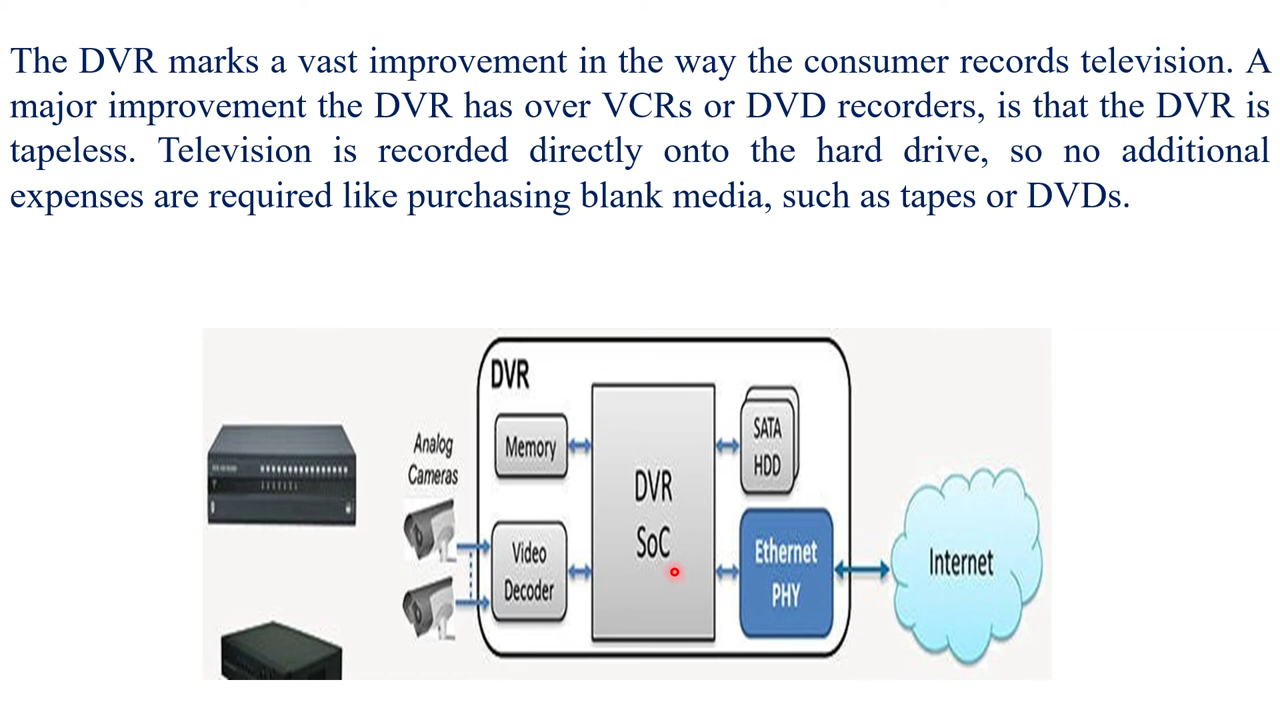 The DVR marks a vast improvement in the way the consumer records television. A
major improvement the DVR has over VCRs or DVD recorders, is that the DVR is
tapeless. Television is recorded directly onto the hard drive, so no additional
expenses are required like purchasing blank media, such as tapes or DVDs.
DVR
Analog
Cameras
Memory
Video
Decoder
DVR
SoC
SATA
HDD
Ethernet
PHY
Internet